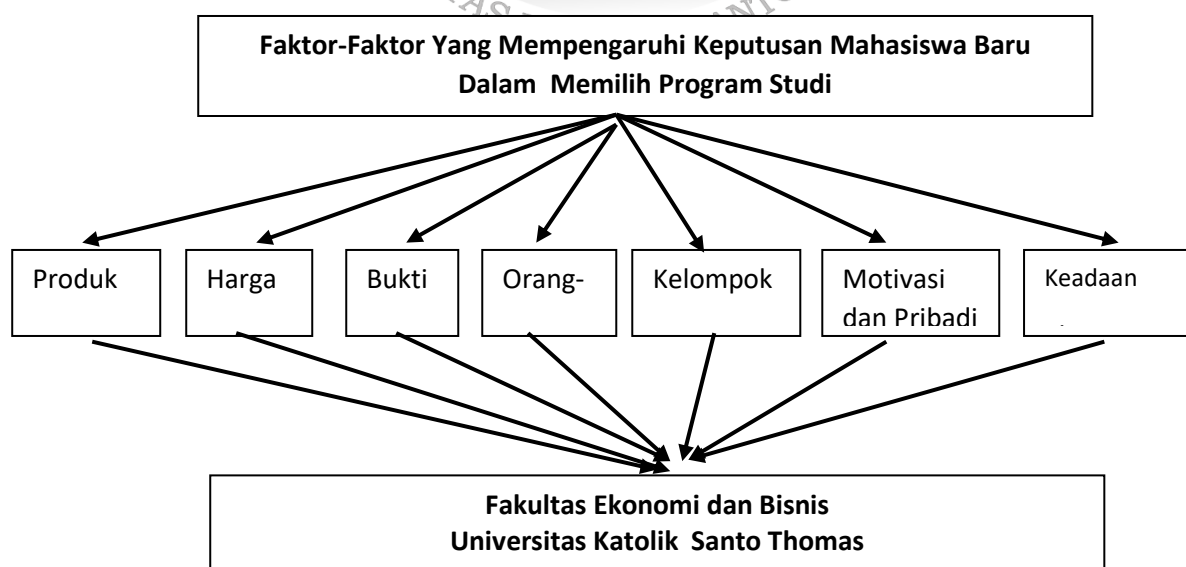 Faktor-Faktor Yang Mempengaruhi Keputusan Mahasiswa Baru
Dalam Memilih Program Studi
Produk
Harga
Bukti
Orang-
Kelompok
Motivasi
dan Pribadi
Keadaan
Fakultas Ekonomi dan Bisnis
Universitas Katolik Santo Thomas